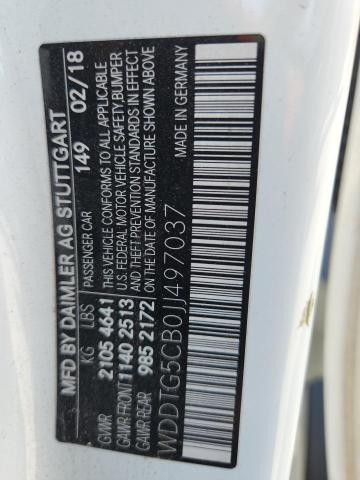 MFD BY DAIMLER AG STUTTGART
KG LBS PASSENGER CAR 149 02/18
GVWR 2105 4641 THIS VEHICLE CONFORMS TO ALL APPLICABLE
GAWR FRONT 1140 2513 U.S. FEDERAL MOTOR VEHICLE SAFETY, BUMPER
GAWR REAR 985 2172 AND THEFT PREVENTION STANDARDS IN EFFECT
ON DATE OF MANUFACTURE SHOWN ABOVE
WDDTG5CB0JJ497037 MADE IN GERMANY